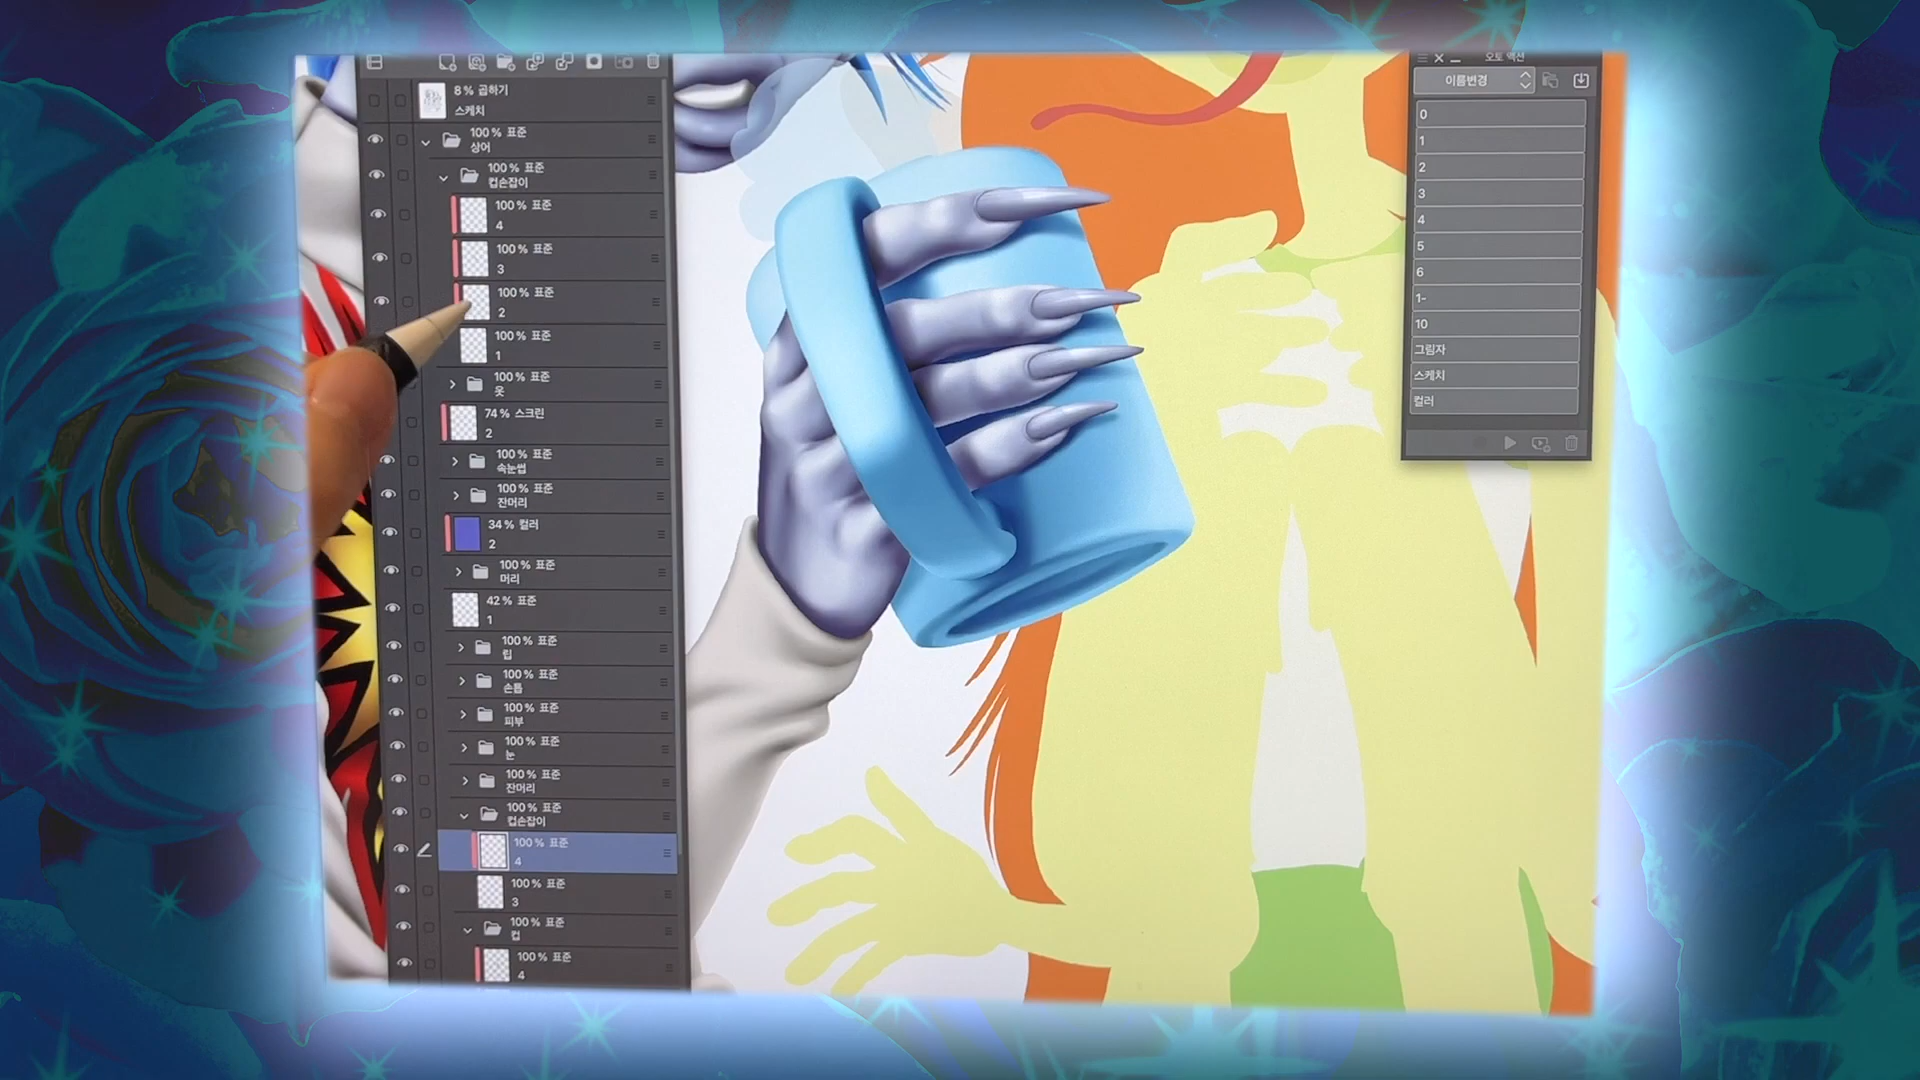 8 % 곱하기
스케치
100 % 표준
상어
100 % 표준
컵손잡이
100 % 표준
4
100 % 표준
3
100 % 표준
2
100 % 표준
1
100 % 표준
옷
74 % 스크린
2
100 % 표준
속눈썹
100 % 표준
잔머리
34 % 컬러
2
100 % 표준
머리
42 % 표준
1
100 % 표준
립
100 % 표준
손톱
100 % 표준
피부
100 % 표준
눈
100 % 표준
잔머리
100 % 표준
컵손잡이
100 % 표준
4
100 % 표준
3
100 % 표준
컵
100 % 표준
4
오토 액션
이름변경
0
1
2
3
4
5
6
1-
10
그림자
스케치
컬러